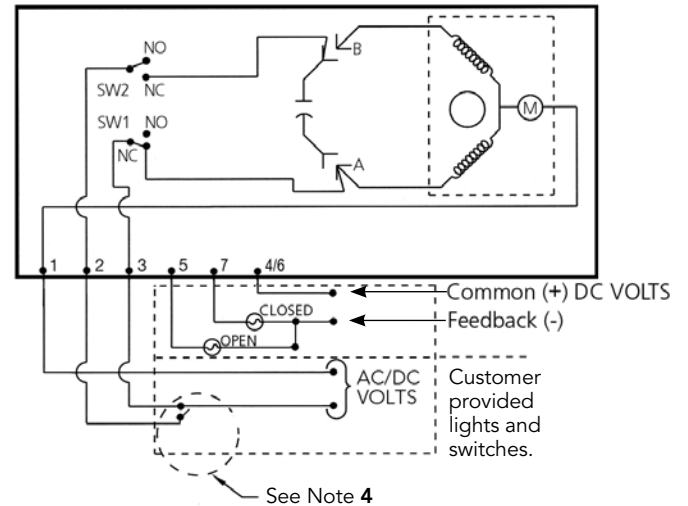 NO
B
SW2 NC
M
SW1 NO
NC
A
1 2 3 5 7 4/6
Common (+) DC VOLTS
CLOSED
Feedback (-)
OPEN
AC/DC
VOLTS
Customer
provided
lights and
switches.
See Note 4